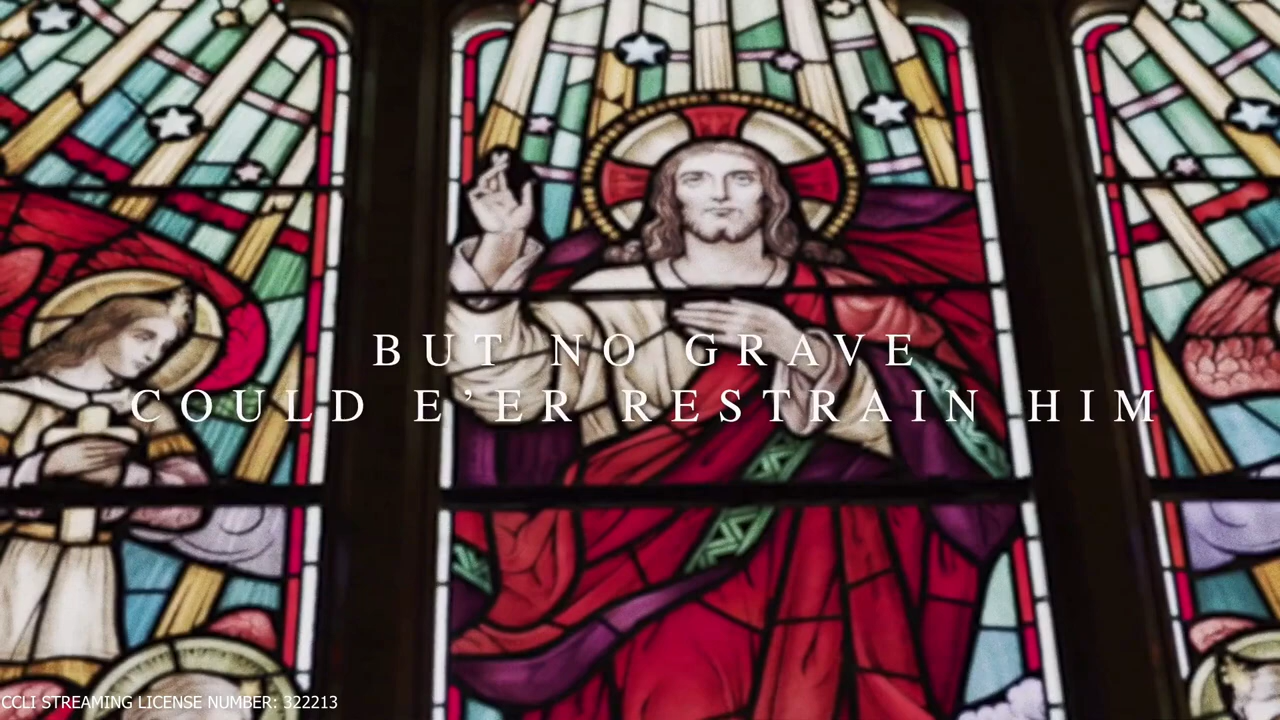 BUT NO GRAVE
COULD E'ER RESTRAIN HIM
CCLI STREAMING LICENSE NUMBER: 322213